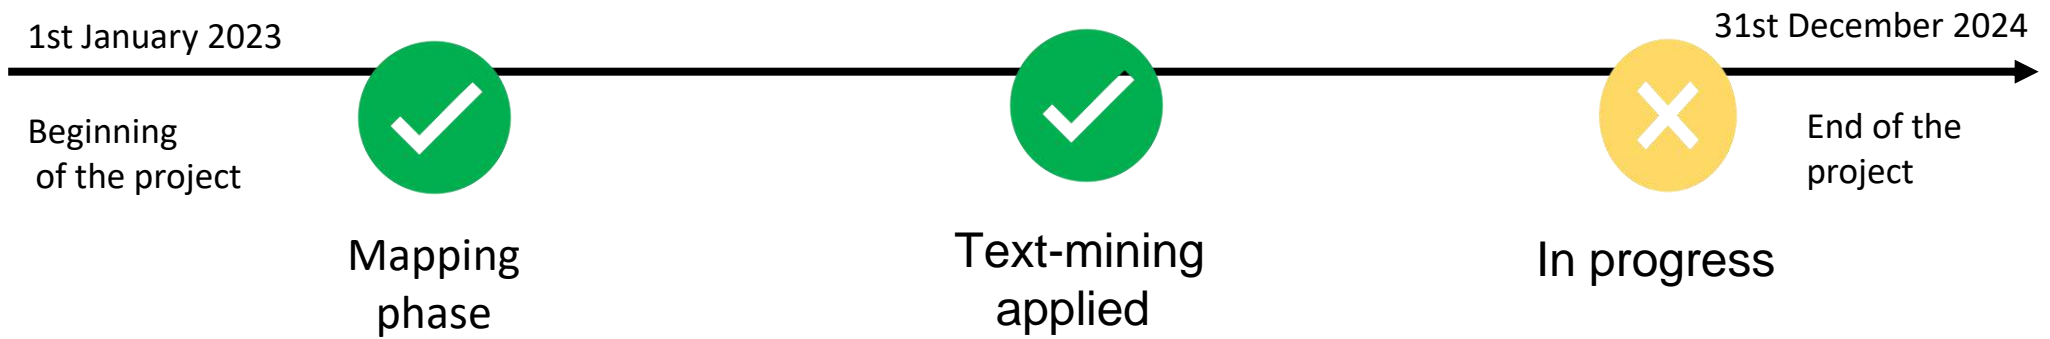 1st January 2023
31st December 2024
Beginning
of the project
End of the
project
Mapping
phase
Text-mining
applied
In progress